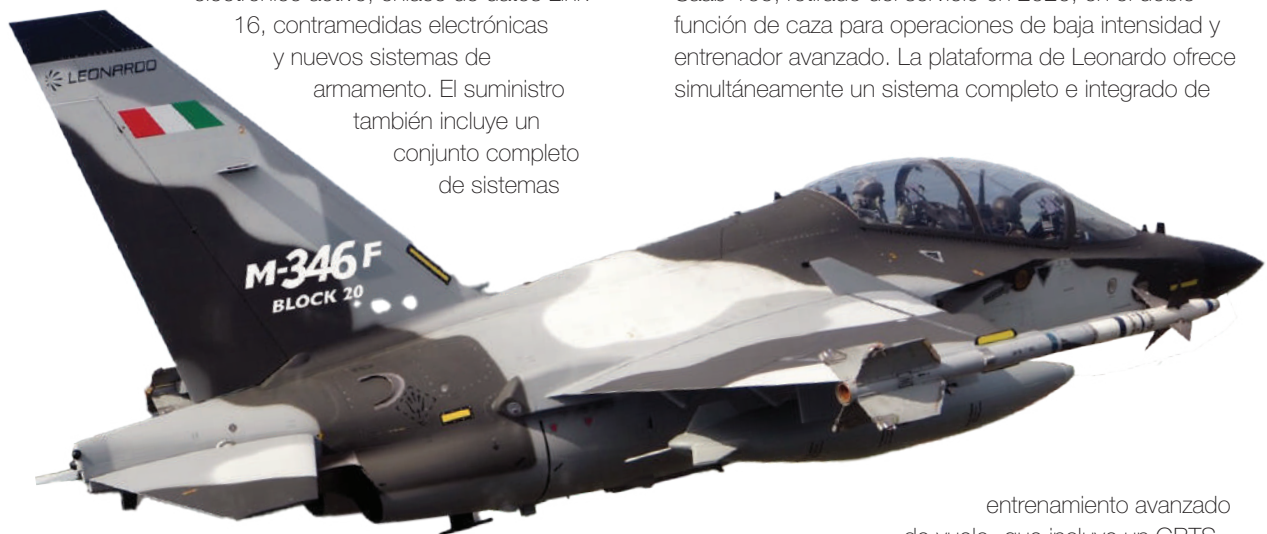 16, contramedidas electrónicas
y nuevos sistemas de
armamento. El suministro
también incluye un
conjunto completo
de sistemas
función de caza para operaciones de baja intensidad y
entrenador avanzado. La plataforma de Leonardo ofrece
simultáneamente un sistema completo e integrado de
LEONARDO
M-346 F
BLOCK 20
entrenamiento avanzado